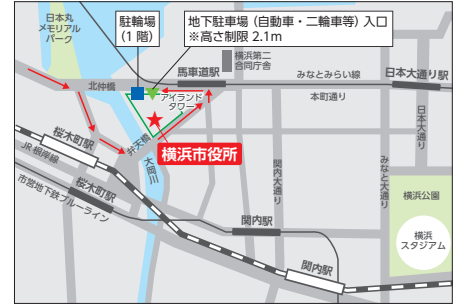 日本丸
メモリアル
パーク
駐輪場
(1 階)
地下駐車場(自動車・二輪車等)入口
※高さ制限 2.1m
北仲橋
馬車道駅
横浜第二
合同庁舎
みなとみらい線
日本大通り駅
アイランド
タワー
本町通り
桜木町駅
JR 根岸線
弁天橋
横浜市役所
大岡川
市営地下鉄ブルーライン
桜木町駅
関内大通り
みなと大通り
日本大通り
横浜公園
関内駅
横浜
スタジアム
関内駅